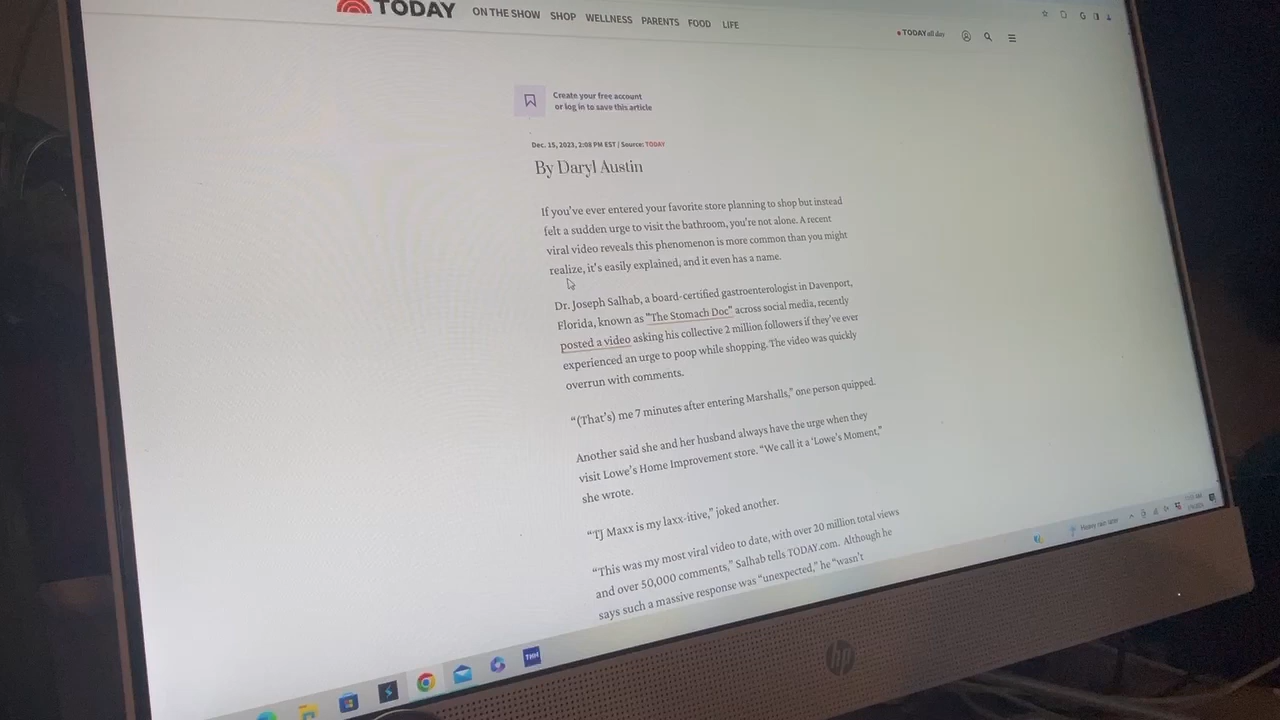 TODAY ON THE SHOW SHOP WELLNESS PARENTS FOOD LIFE
TODAY all day
Create your free account
or log in to save this article
Dec. 15, 2023, 2:08 PM EST / Source: TODAY
By Daryl Austin
If you've ever entered your favorite store planning to shop but instead
felt a sudden urge to visit the bathroom, you're not alone. A recent
viral video reveals this phenomenon is more common than you might
realize, it's easily explained, and it even has a name.
Dr. Joseph Salhab, a board-certified gastroenterologist in Davenport,
Florida, known as "The Stomach Doc" across social media, recently
posted a video asking his collective 2 million followers if they've ever
experienced an urge to poop while shopping. The video was quickly
overrun with comments.
"(That's) me 7 minutes after entering Marshalls," one person quipped.
Another said she and her husband always have the urge when they
visit Lowe's Home Improvement store. "We call it a 'Lowe's Moment,"
she wrote.
"TJ Maxx is my laxx-itive," joked another.
"This was my most viral video to date, with over 20 million total views
and over 50,000 comments," Salhab tells TODAY.com. Although he
says such a massive response was "unexpected," he "wasn't
Heavy rain later
hp